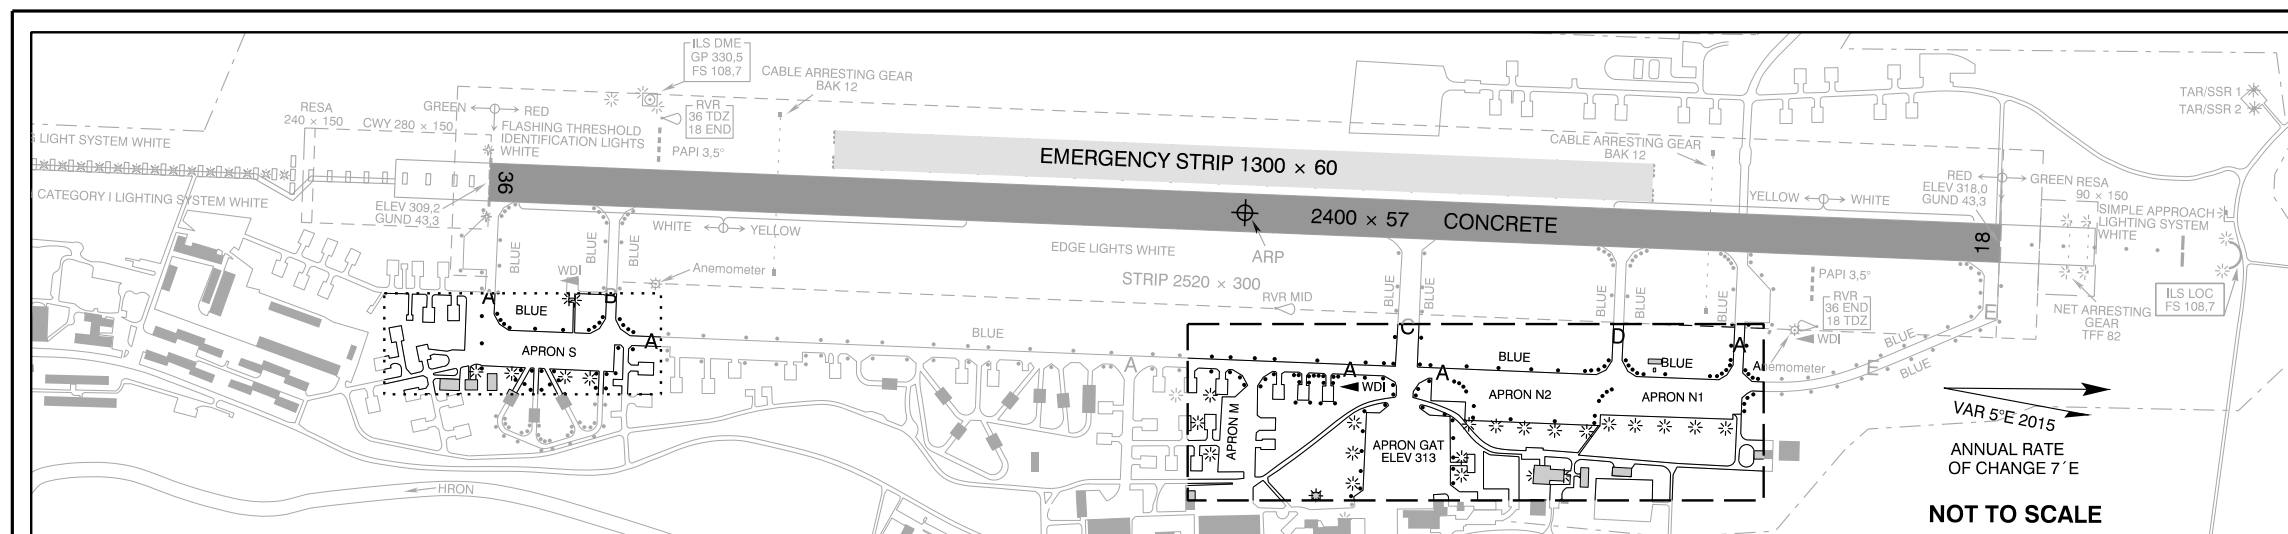 ILS DME
GP 330,5
FS 108,7
CABLE ARRESTING GEAR
BAK 12
RESA
240 × 150
CWY 280 × 150
GREEN
RED
FLASHING THRESHOLD
IDENTIFICATION LIGHTS
WHITE
RVR
36 TDZ
18 END
PAPI 3,5°
LIGHT SYSTEM WHITE
CATEGORY I LIGHTING SYSTEM WHITE
ELEV 309,2
GUND 43,3
36
EMERGENCY STRIP 1300 × 60
CABLE ARRESTING GEAR
BAK 12
TAR/SSR 1
TAR/SSR 2
RED
GREEN
ELEV 318,0
GUND 43,3
RESA
90 × 150
YELLOW
WHITE
SIMPLE APPROACH
LIGHTING SYSTEM
WHITE
2400 × 57 CONCRETE
18
WHITE
YELLOW
EDGE LIGHTS WHITE
ARP
STRIP 2520 × 300
RVR MID
BLUE
BLUE
BLUE
WDI
Anemometer
BLUE
BLUE
BLUE
BLUE
BLUE
PAPI 3,5°
RVR
36 END
18 TDZ
WDI
ILS LOC
FS 108,7
NET ARRESTING
GEAR
TFF 82
A
B
BLUE
A
APRON S
BLUE
A
C
D
A
E
BLUE
BLUE
A
A
WDI
BLUE
Anemometer
E
BLUE
APRON M
APRON N2
APRON N1
APRON GAT
ELEV 313
HRON
VAR 5°E 2015
ANNUAL RATE
OF CHANGE 7´E
NOT TO SCALE